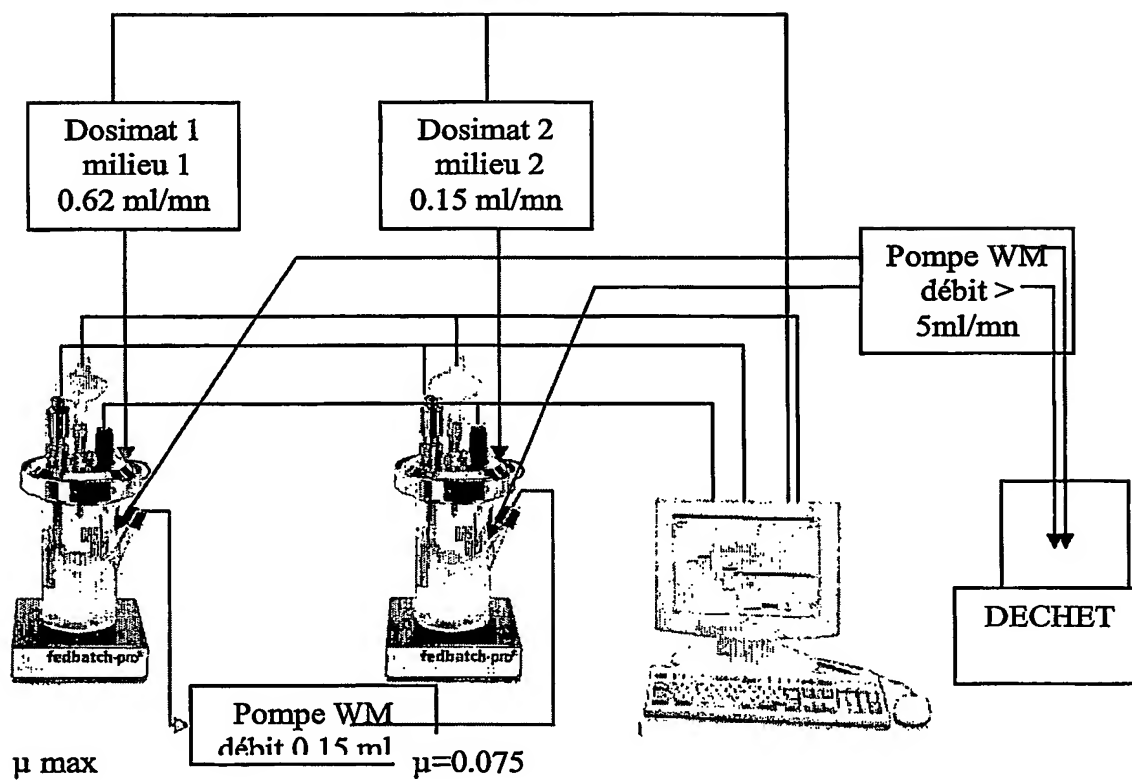 Dosimat 1
milieu 1
0.62 ml/mn
Dosimat 2
milieu 2
0.15 ml/mn
Pompe WM
débit >
5ml/mn
fedbatch-pro®
fedbatch-pro®
DECHET
Pompe WM
débit 0.15 ml
µ max
µ=0.075